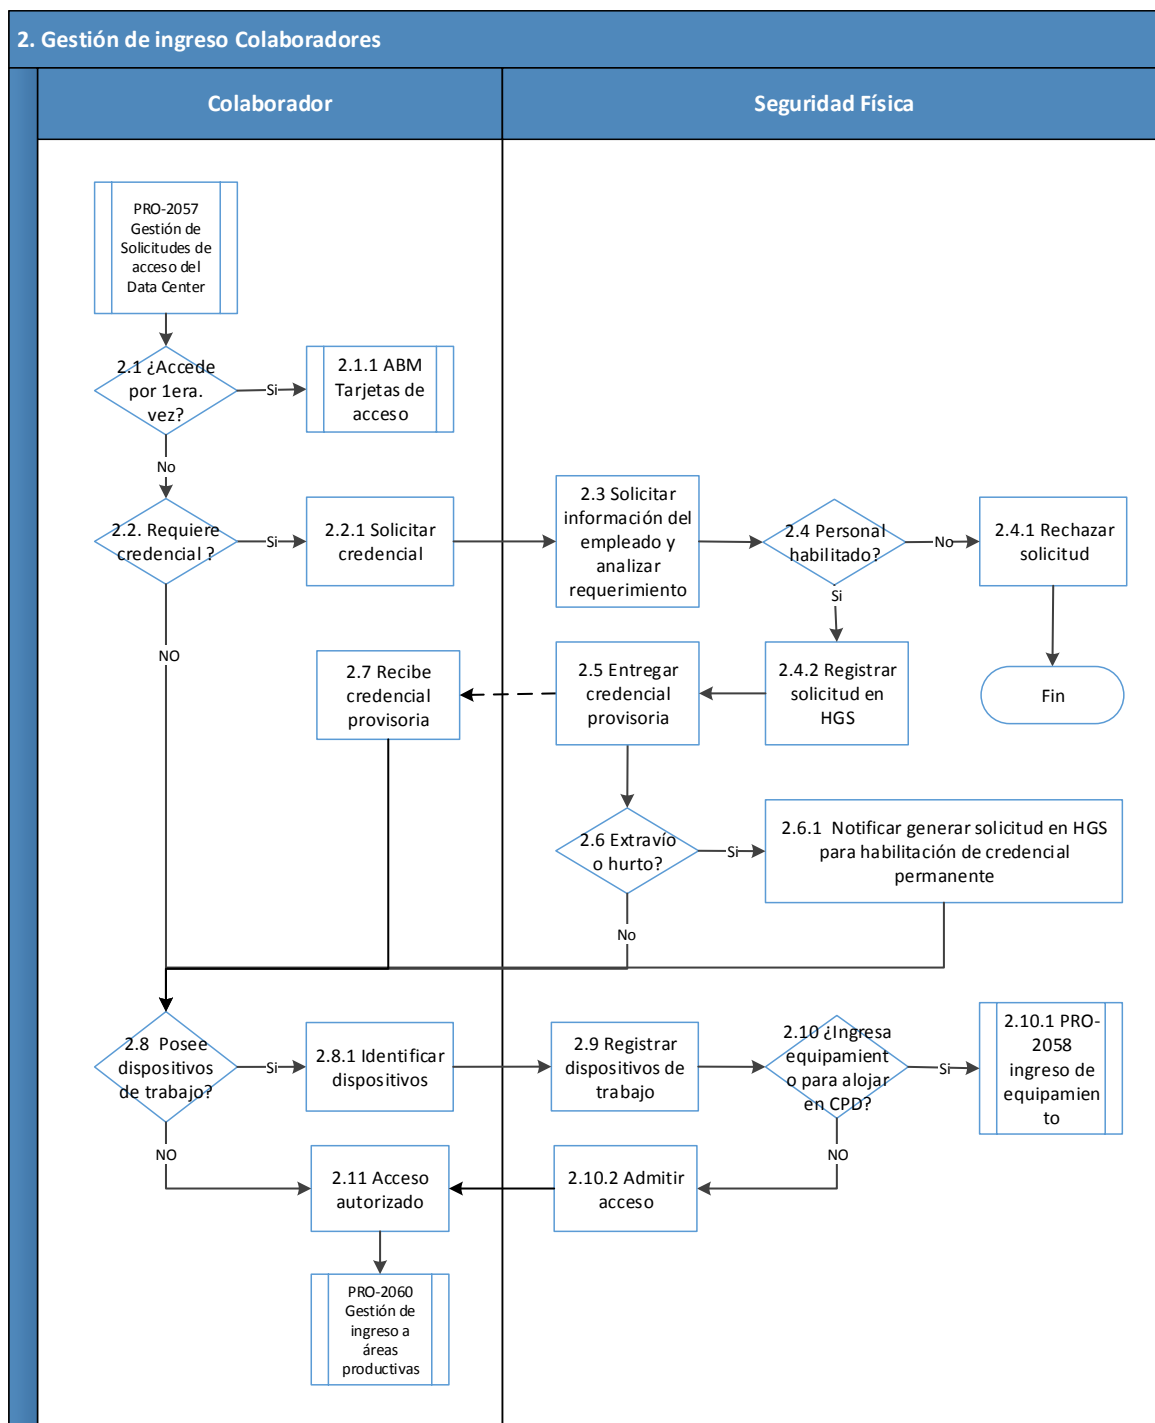 2. Gestión de ingreso Colaboradores
Colaborador
Seguridad Física
PRO-2057
Gestión de
Solicitudes de
acceso del
Data Center
2.1 ¿Accede
por 1era.
vez?
Si
2.1.1 ABM
Tarjetas de
acceso
No
2.2. Requiere
credencial ?
Si
2.2.1 Solicitar
credencial
2.3 Solicitar
información del
empleado y
analizar
requerimiento
2.4 Personal
habilitado?
No
2.4.1 Rechazar
solicitud
Si
NO
2.7 Recibe
credencial
provisoria
2.5 Entregar
credencial
provisoria
2.4.2 Registrar
solicitud en
HGS
Fin
2.6 Extravío
o hurto?
Si
2.6.1  Notificar generar solicitud en HGS
para habilitación de credencial
permanente
No
2.8  Posee
dispositivos
de trabajo?
Si
2.8.1 Identificar
dispositivos
2.9 Registrar
dispositivos de
trabajo
2.10 ¿Ingresa
equipamient
o para alojar
en CPD?
Si
2.10.1 PRO-
2058
ingreso de
equipamien
to
NO
NO
2.11 Acceso
autorizado
2.10.2 Admitir
acceso
PRO-2060
Gestión de
ingreso a
áreas
productivas